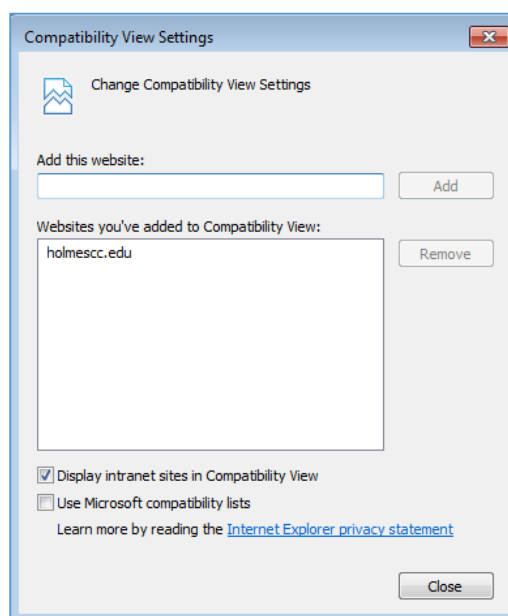 Compatibility View Settings
Change Compatibility View Settings
Add this website:
Add
Websites you've added to Compatibility View:
holmescc.edu
Remove
Display intranet sites in Compatibility View
Use Microsoft compatibility lists
Learn more by reading the Internet Explorer privacy statement
Close